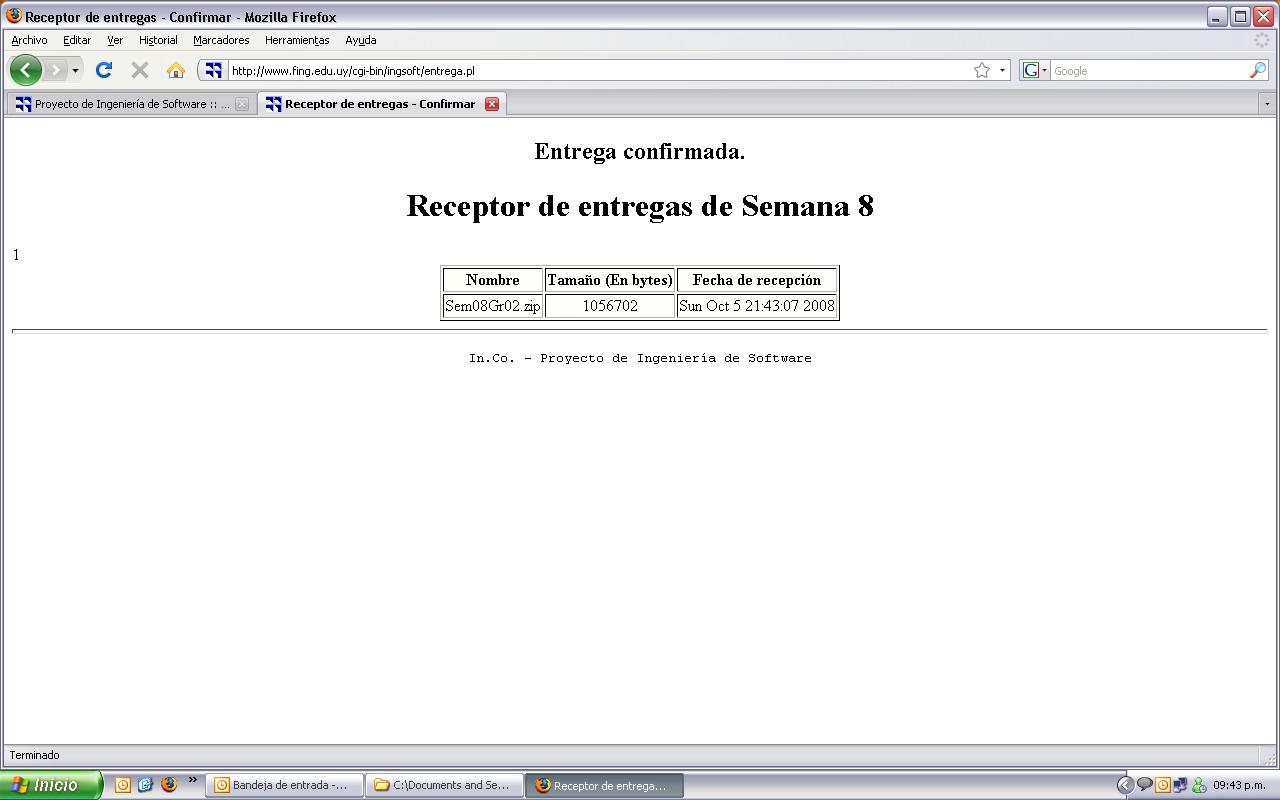 Receptor de entregas - Confirmar - Mozilla Firefox
Archivo Editar Ver Historial Marcadores Herramientas Ayuda
http://www.fing.edu.uy/cgi-bin/ingsoft/entrega.pl
Google
Proyecto de Ingeniería de Software :: ...
Receptor de entregas - Confirmar
Entrega confirmada.
Receptor de entregas de Semana 8
1
Nombre Tamaño (En bytes) Fecha de recepción
Sem08Gr02.zip 1056702 Sun Oct 5 21:43:07 2008
In.Co. - Proyecto de Ingeniería de Software
Terminado
Inicio
Bandeja de entrada -...
C:\Documents and Se...
Receptor de entrega...
09:43 p.m.